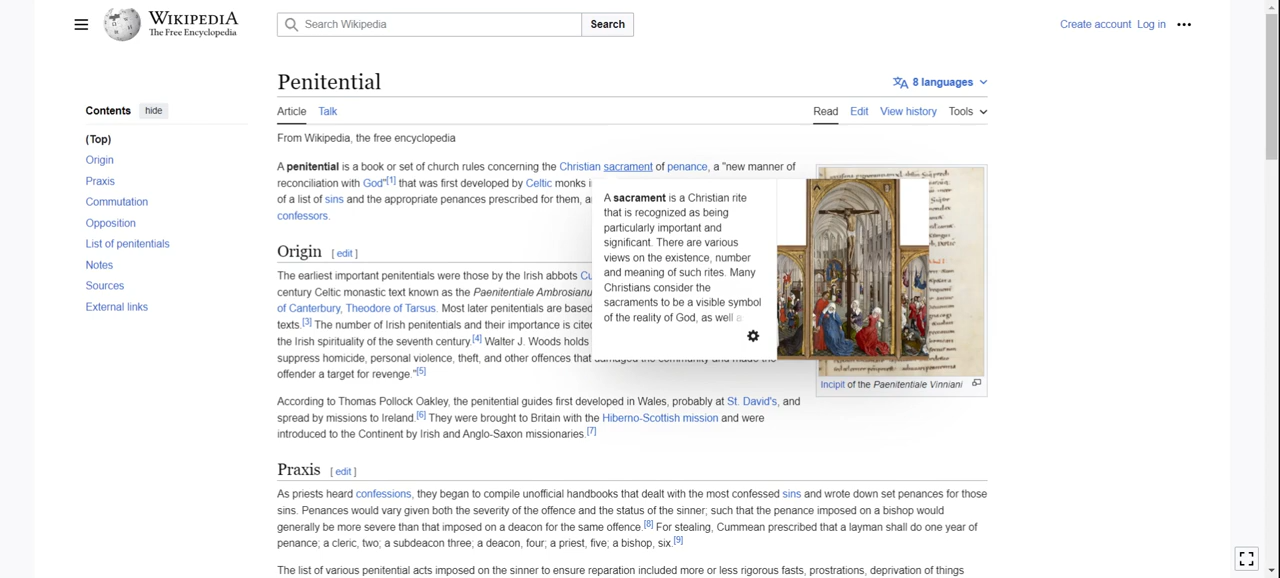 WIKIPEDIA
The Free Encyclopedia
Search Wikipedia
Search
Create account Log in
Penitential
8 languages
Contents hide
Article Talk
Read Edit View history Tools
(Top)
Origin
Praxis
Commutation
Opposition
List of penitentials
Notes
Sources
External links
From Wikipedia, the free encyclopedia
A penitential is a book or set of church rules concerning the Christian sacrament of penance, a "new manner of
reconciliation with God"[1] that was first developed by Celtic monks
of a list of sins and the appropriate penances prescribed for them,
confessors.
A sacrament is a Christian rite
that is recognized as being
particularly important and
significant. There are various
views on the existence, number
and meaning of such rites. Many
Christians consider the
sacraments to be a visible symbol
of the reality of God, as well
Incipit of the Paenitentiale Vinniani
Origin [ edit ]
The earliest important penitentials were those by the Irish abbots
century Celtic monastic text known as the Paenitentiale
of Canterbury, Theodore of Tarsus. Most later penitentials are based
texts.[3] The number of Irish penitentials and their importance is cited
the Irish spirituality of the seventh century.[4] Walter J. Woods holds
suppress homicide, personal violence, theft, and other offences that damaged the community and made the
offender a target for revenge."[5]
According to Thomas Pollock Oakley, the penitential guides first developed in Wales, probably at St. David's, and
spread by missions to Ireland.[6] They were brought to Britain with the Hiberno-Scottish mission and were
introduced to the Continent by Irish and Anglo-Saxon missionaries.[7]
Praxis [ edit ]
As priests heard confessions, they began to compile unofficial handbooks that dealt with the most confessed sins and wrote down set penances for those
sins. Penances would vary given both the severity of the offence and the status of the sinner; such that the penance imposed on a bishop would
generally be more severe than that imposed on a deacon for the same offence.[8] For stealing, Cummean prescribed that a layman shall do one year of
penance; a cleric, two; a subdeacon three; a deacon, four; a priest, five; a bishop, six.[9]
The list of various penitential acts imposed on the sinner to ensure reparation included more or less rigorous fasts, prostrations, deprivation of things